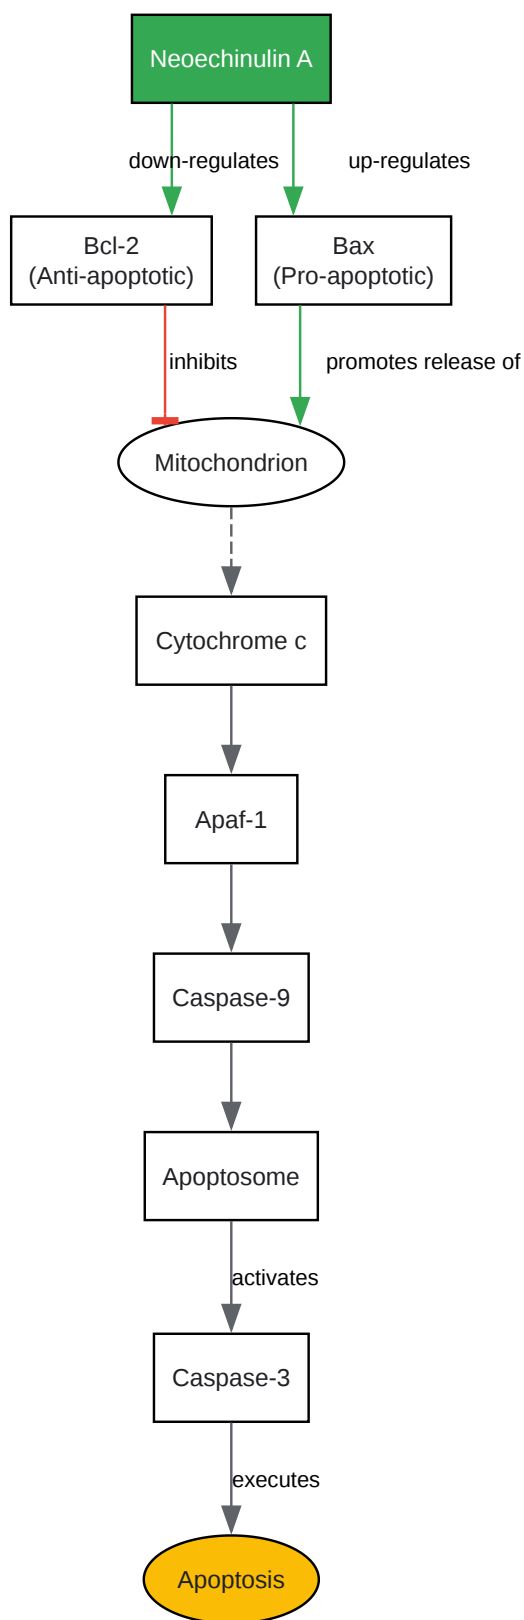 Neoechinulin A
down-regulates
up-regulates
Bcl-2
(Anti-apoptotic)
Bax
(Pro-apoptotic)
inhibits
promotes release of
Mitochondrion
Cytochrome c
Apaf-1
Caspase-9
Apoptosome
activates
Caspase-3
executes
Apoptosis